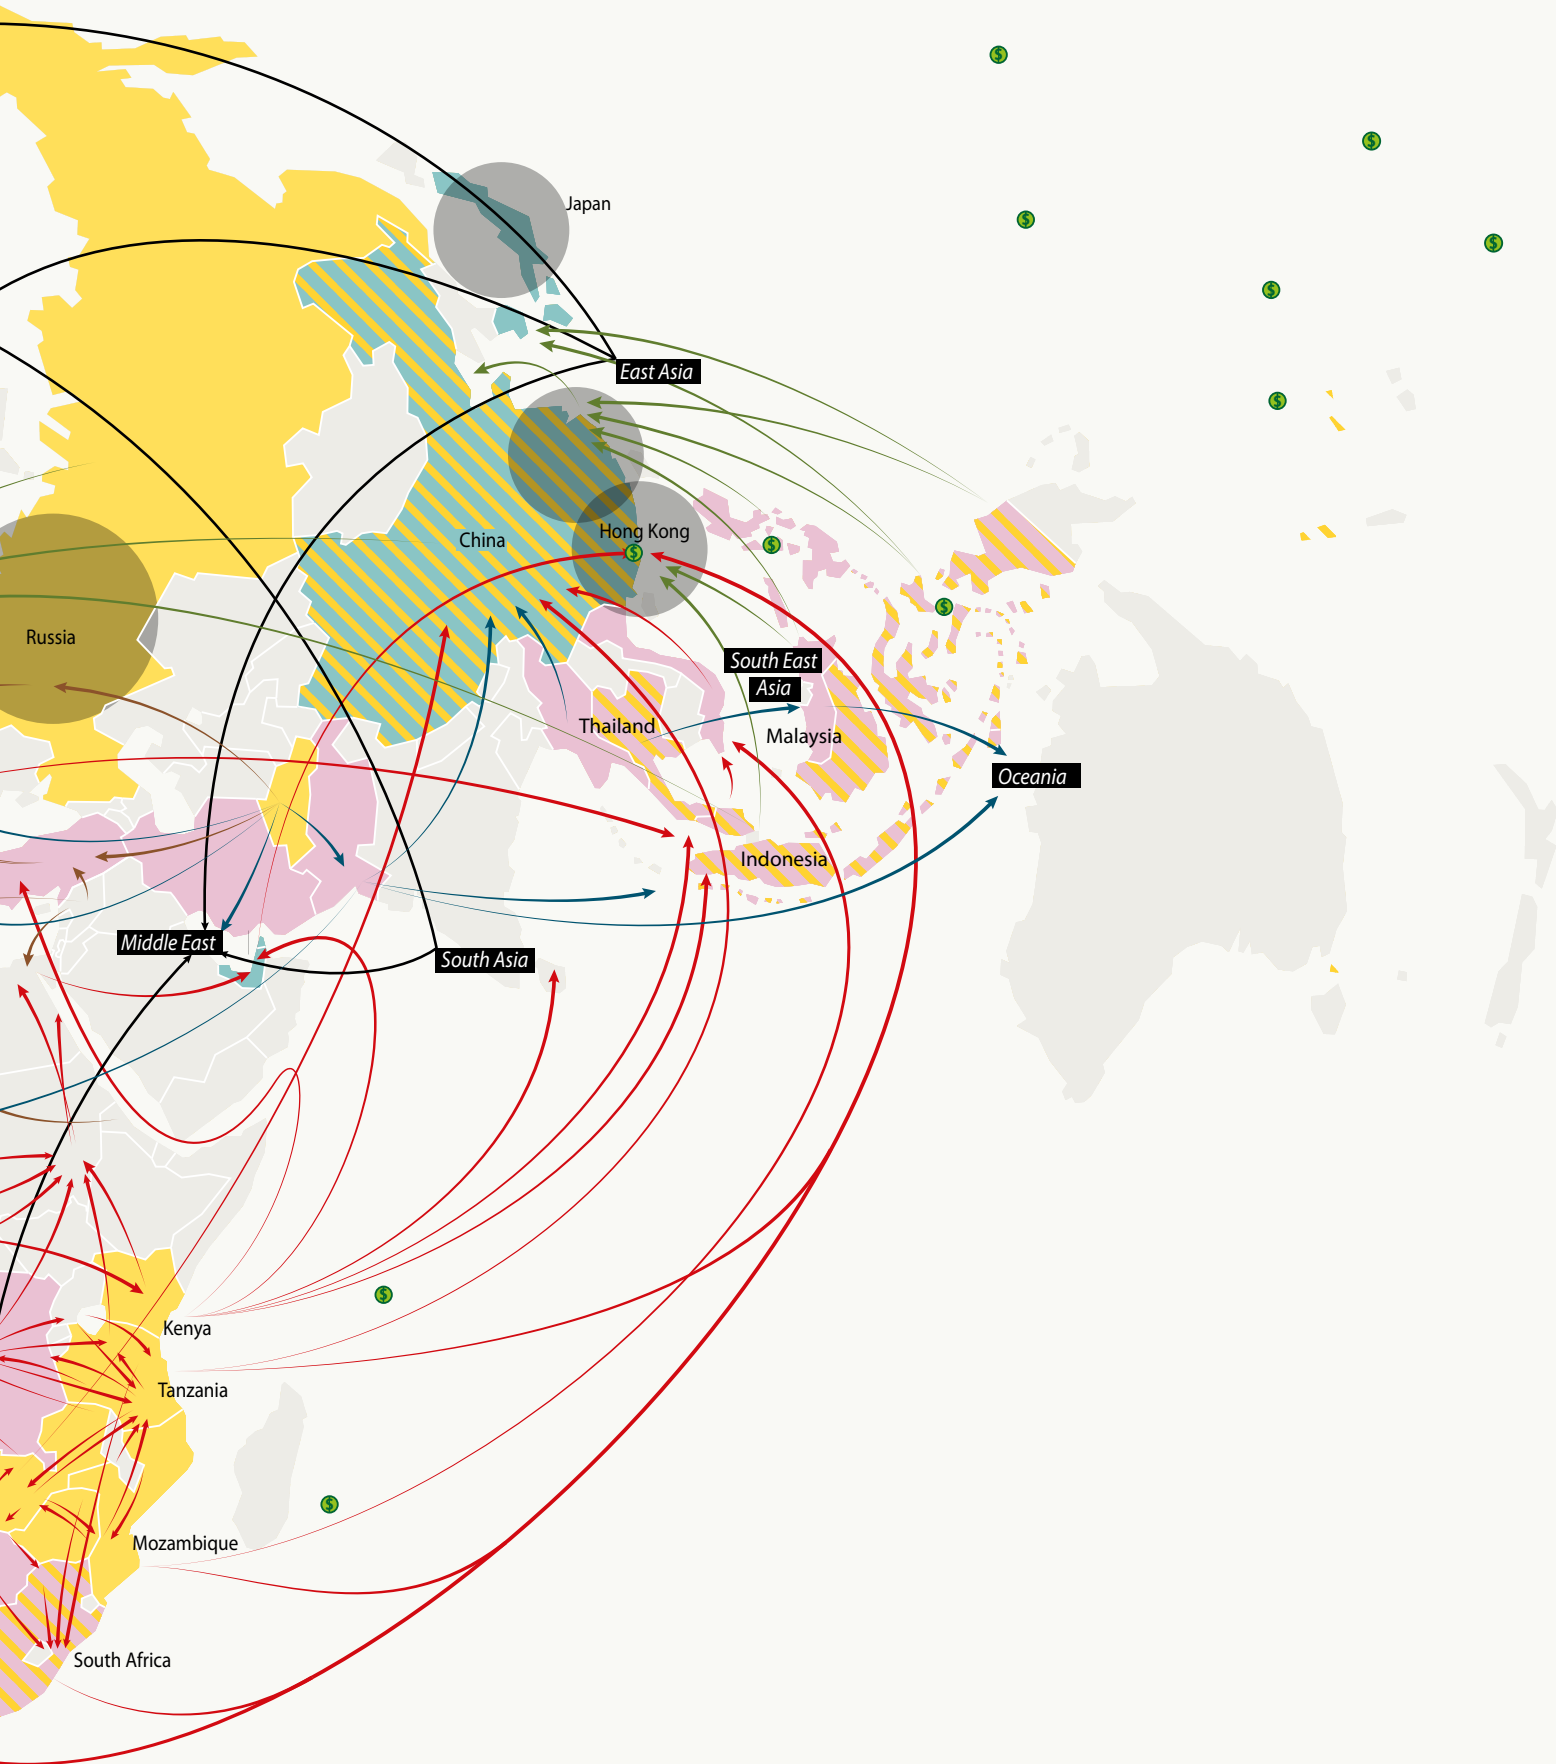 Japan
East Asia
China
Hong Kong
$
Russia
South East
Asia
Thailand
Malaysia
Oceania
Indonesia
Middle East
South Asia
Kenya
Tanzania
Mozambique
South Africa
$
$
$
$
$
$
$
$
$
$